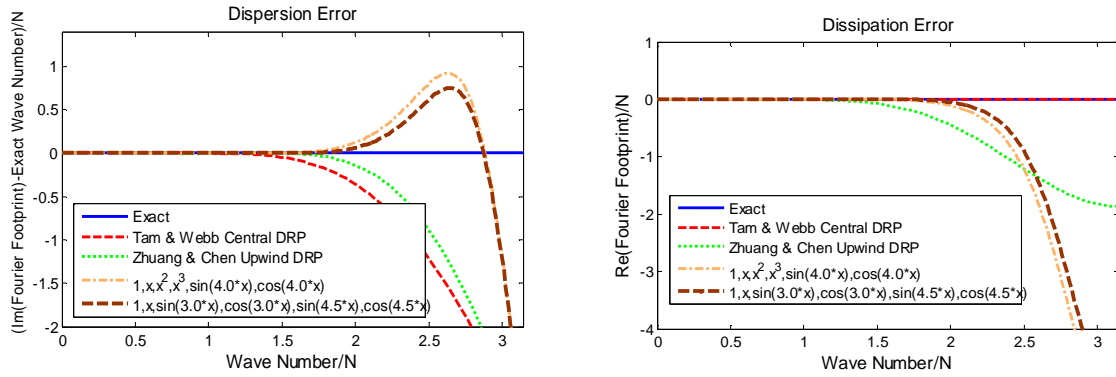 Dispersion Error
(Im(Fourier Footprint)-Exact Wave Number)/N
1
0.5
0
-0.5
-1
-1.5
-2
Exact
Tam & Webb Central DRP
Zhuang & Chen Upwind DRP
1,x,x²,x³,sin(4.0*x),cos(4.0*x)
1,x,sin(3.0*x),cos(3.0*x),sin(4.5*x),cos(4.5*x)
0 0.5 1 1.5 2 2.5 3
Wave Number/N
Dissipation Error
Re(Fourier Footprint)/N
1
0
-1
-2
-3
-4
Exact
Tam & Webb Central DRP
Zhuang & Chen Upwind DRP
1,x,x²,x³,sin(4.0*x),cos(4.0*x)
1,x,sin(3.0*x),cos(3.0*x),sin(4.5*x),cos(4.5*x)
0 0.5 1 1.5 2 2.5 3
Wave Number/N